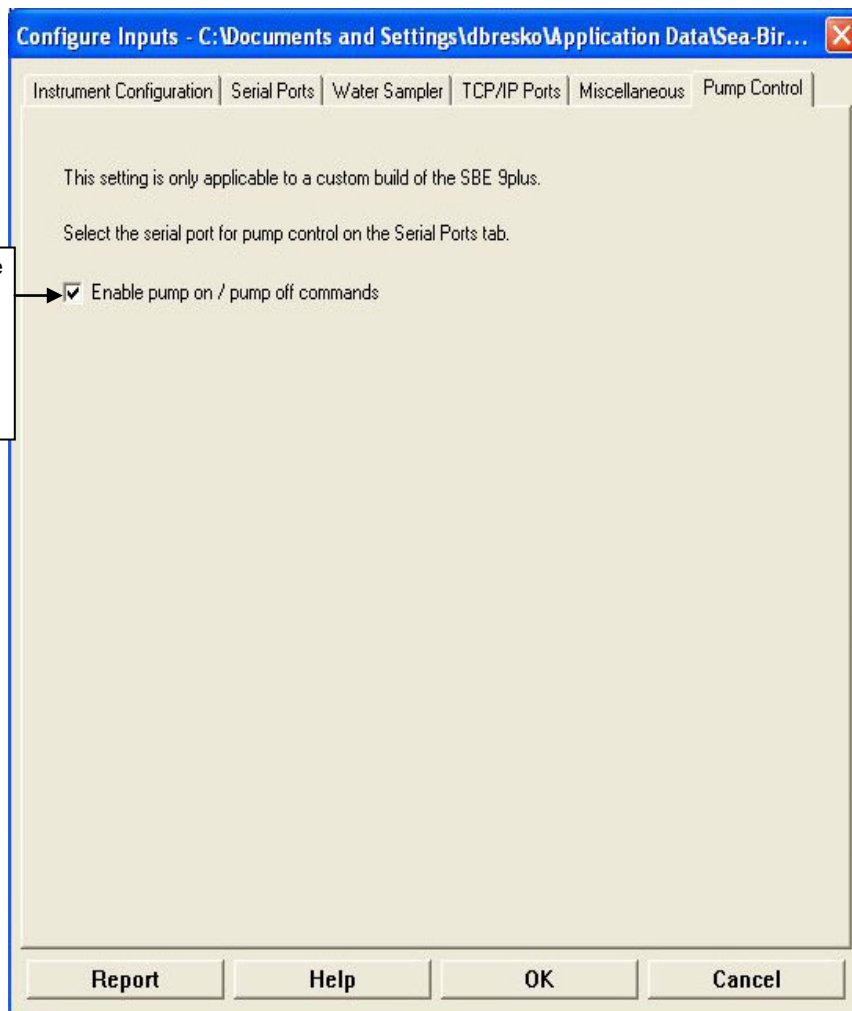 Configure Inputs - C:\Documents and Settings\dbresko\Application Data\Sea-Bir...
Instrument Configuration Serial Ports Water Sampler TCP/IP Ports Miscellaneous Pump Control
This setting is only applicable to a custom build of the SBE 9plus.
Select the serial port for pump control on the Serial Ports tab.
Enable pump on / pump off commands
Report Help OK Cancel